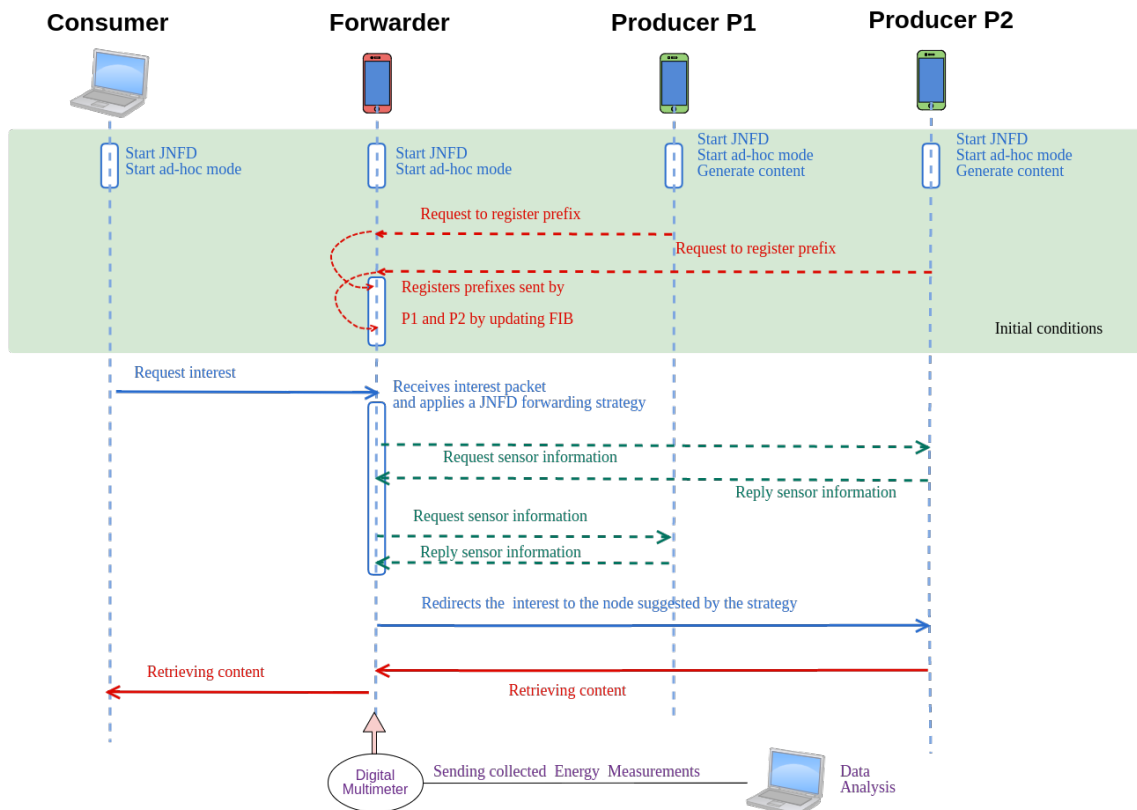 Consumer
Forwarder
Producer P1
Producer P2
Start JNFD
Start ad-hoc mode
Start JNFD
Start ad-hoc mode
Start JNFD
Start ad-hoc mode
Generate content
Start JNFD
Start ad-hoc mode
Generate content
Request to register prefix
Request to register prefix
Registers prefixes sent by
P1 and P2 by updating FIB
Initial conditions
Request interest
Receives interest packet
and applies a JNFD forwarding strategy
Request sensor information
Reply sensor information
Request sensor information
Reply sensor information
Redirects the interest to the node suggested by the strategy
Retrieving content
Retrieving content
Digital
Multimeter
Sending collected Energy Measurements
Data
Analysis